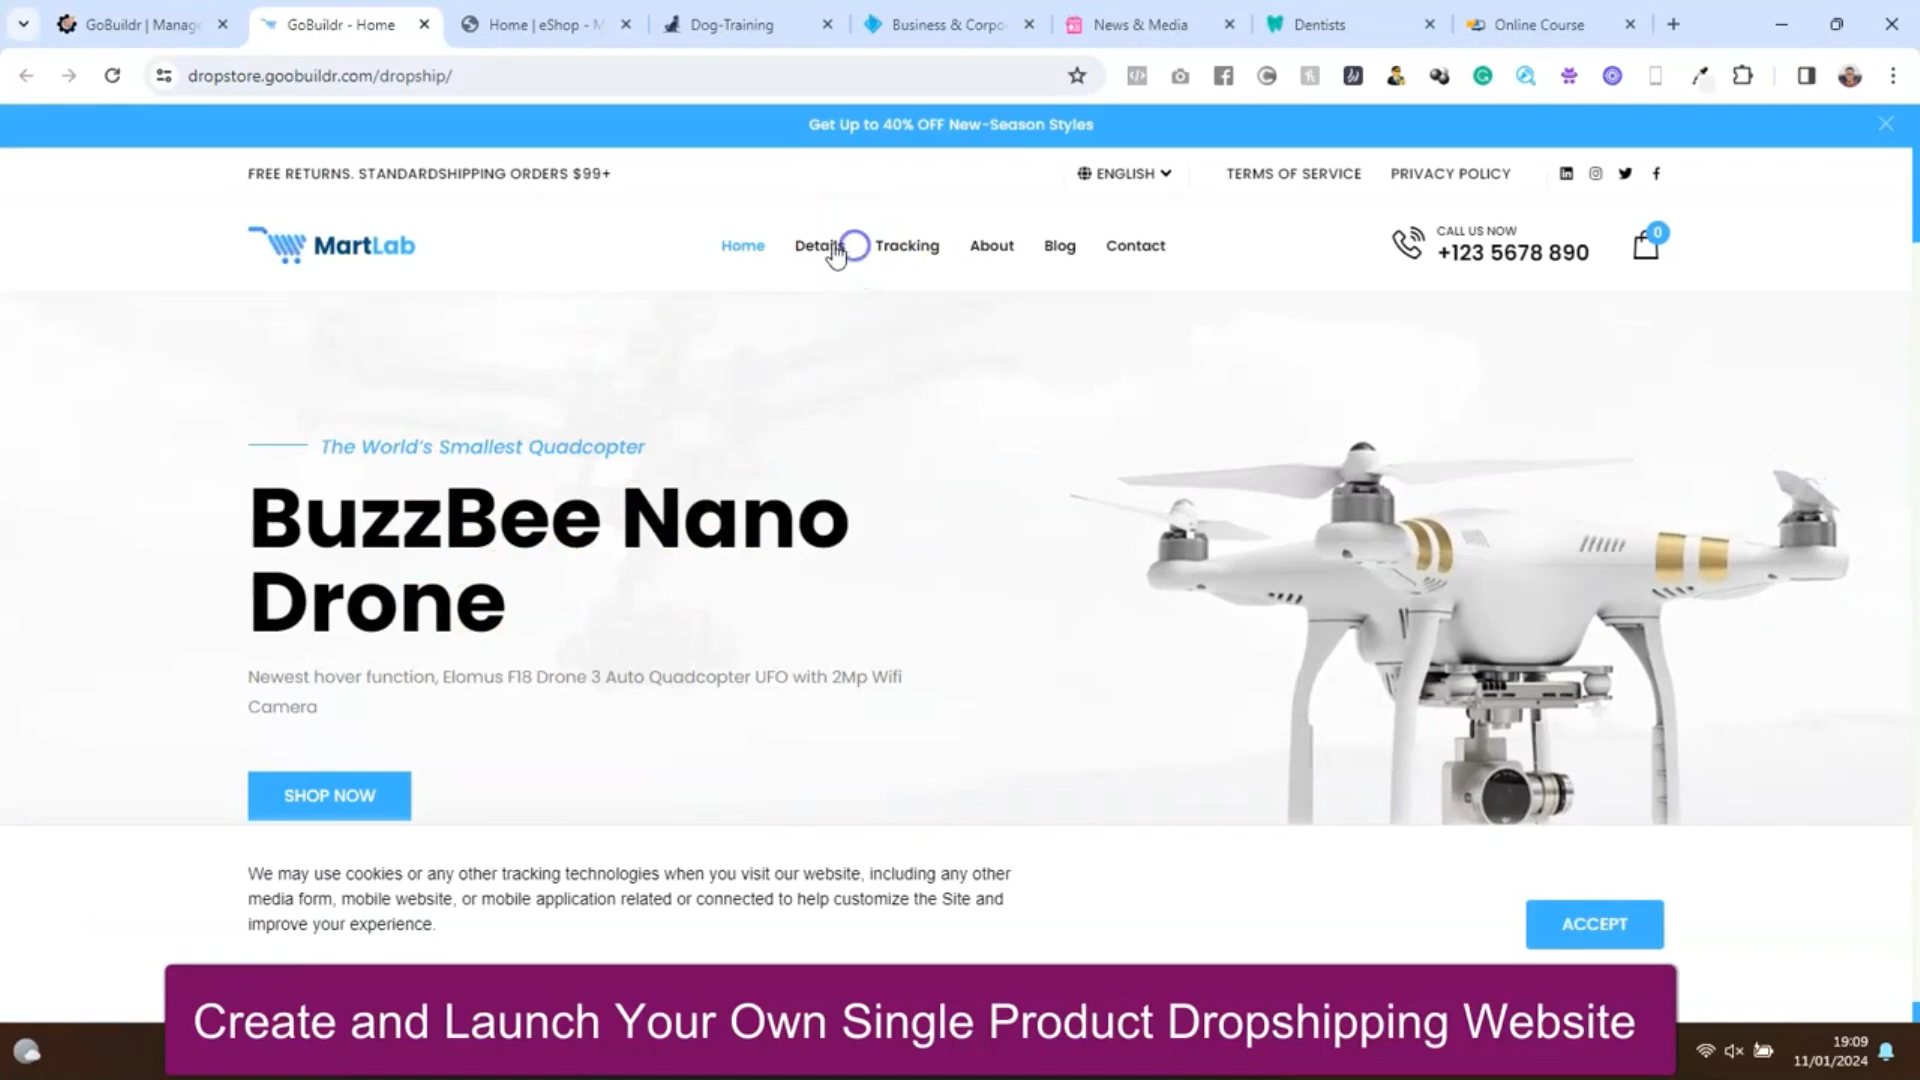 GoBuildr | Manage
GoBuildr - Home
Home | eShop - M
Dog-Training
Business & Corpo
News & Media
Dentists
Online Course
dropstore.goobuildr.com/dropship/
Get Up to 40% OFF New-Season Styles
FREE RETURNS. STANDARDSHIPPING ORDERS $99+
ENGLISH
TERMS OF SERVICE
PRIVACY POLICY
MartLab
Home
Details
Tracking
About
Blog
Contact
CALL US NOW
+123 5678 890
0
The World's Smallest Quadcopter
BuzzBee Nano
Drone
Newest hover function, Elomus F18 Drone 3 Auto Quadcopter UFO with 2Mp Wifi
Camera
SHOP NOW
We may use cookies or any other tracking technologies when you visit our website, including any other
media form, mobile website, or mobile application related or connected to help customize the Site and
improve your experience.
ACCEPT
Create and Launch Your Own Single Product Dropshipping Website
19:09
11/01/2024